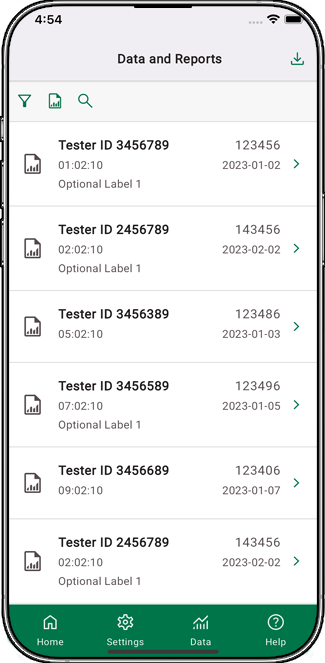 4:54
Data and Reports
Tester ID 3456789 123456
01:02:10 2023-01-02
Optional Label 1
Tester ID 2456789 143456
02:02:10 2023-02-02
Optional Label 1
Tester ID 3456389 123486
05:02:10 2023-01-03
Tester ID 3456589 123496
07:02:10 2023-01-05
Optional Label 1
Tester ID 3456689 123406
09:02:10 2023-01-07
Tester ID 2456789 143456
02:02:10 2023-02-02
Optional Label 1
Home Settings Data Help